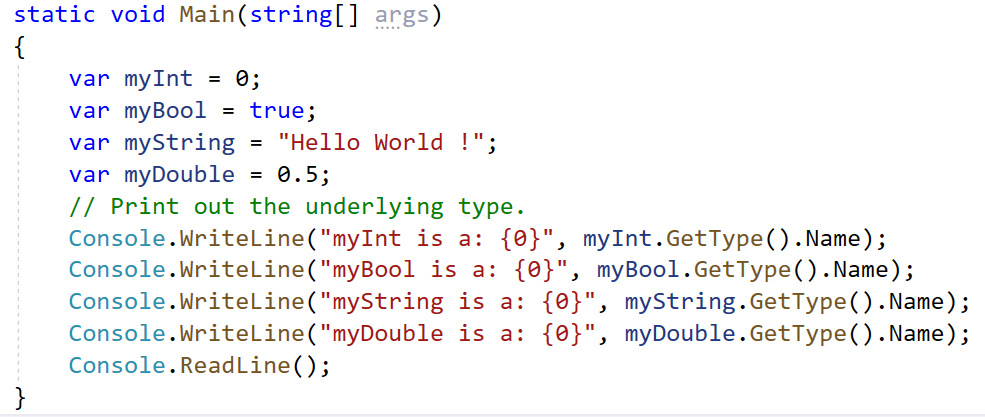 static void Main(string[] args)
{
var myInt = 0;
var myBool = true;
var myString = "Hello World !";
var myDouble = 0.5;
// Print out the underlying type.
Console.WriteLine("myInt is a: {0}", myInt.GetType().Name);
Console.WriteLine("myBool is a: {0}", myBool.GetType().Name);
Console.WriteLine("myString is a: {0}", myString.GetType().Name);
Console.WriteLine("myDouble is a: {0}", myDouble.GetType().Name);
Console.ReadLine();
}